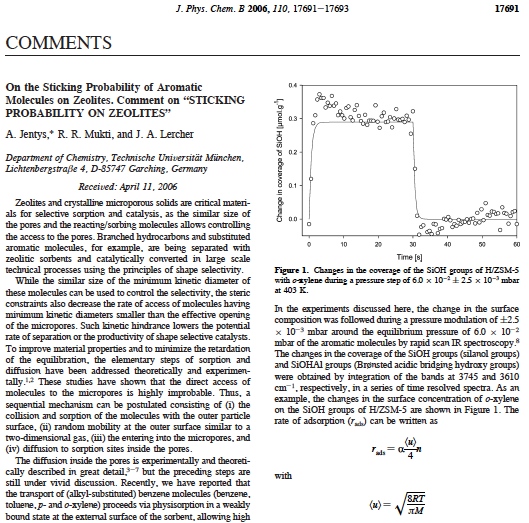 J. Phys. Chem. B 2006, 110, 17691−17693
17691
COMMENTS
On the Sticking Probability of Aromatic
Molecules on Zeolites. Comment on “STICKING
PROBABILITY ON ZEOLITES”
A. Jentys,* R. R. Mukti, and J. A. Lercher
Department of Chemistry, Technische Universität München,
Lichtenbergstraße 4, D-85747 Garching, Germany
Received: April 11, 2006
Zeolites and crystalline microporous solids are critical materi-
als for selective sorption and catalysis, as the similar size of
the pores and the reacting/sorbing molecules allows controlling
the access to the pores. Branched hydrocarbons and substituted
aromatic molecules, for example, are being separated with
zeolitic sorbents and catalytically converted in large scale
technical processes using the principles of shape selectivity.
While the similar size of the minimum kinetic diameter of
these molecules can be used to control the selectivity, the steric
constraints also decrease the rate of access of molecules having
minimum kinetic diameters smaller than the effective opening
of the micropores. Such kinetic hindrance lowers the potential
rate of separation or the productivity of shape selective catalysts.
To improve material properties and to minimize the retardation
of the equilibration, the elementary steps of sorption and
diffusion have been addressed theoretically and experimen-
tally.1,2 These studies have shown that the direct access of
molecules to the micropores is highly improbable. Thus, a
sequential mechanism can be postulated consisting of (i) the
collision and sorption of the molecules with the outer particle
surface, (ii) random mobility at the outer surface similar to a
two-dimensional gas, (iii) the entering into the micropores, and
(iv) diffusion to sorption sites inside the pores.
The diffusion inside the pores is experimentally and theoreti-
cally described in great detail,3−7 but the preceding steps are
still under vivid discussion. Recently, we have reported that
the transport of (alkyl-substituted) benzene molecules (benzene,
toluene, p- and o-xylene) proceeds via physisorption in a weakly
bound state at the external surface of the sorbent, allowing high
Change in coverage of SiOH [μmol.g-1]
0.4
0.3
0.2
0.1
0.0
0 10 20 30 40 50 60
Time [s]
Figure 1. Changes in the coverage of the SiOH groups of H/ZSM-5
with o-xylene during a pressure step of 6.0 × 10−2 ± 2.5 × 10−3 mbar
at 403 K.
In the experiments discussed here, the change in the surface
composition was followed during a pressure modulation of ±2.5
× 10−3 mbar around the equilibrium pressure of 6.0 × 10−2
mbar of the aromatic molecules by rapid scan IR spectroscopy.8
The changes in the coverage of the SiOH groups (silanol groups)
and SiOHAl groups (Brønsted acidic bridging hydroxy groups)
were obtained by integration of the bands at 3745 and 3610
cm−1, respectively, in a series of time resolved spectra. As an
example, the changes in the surface concentration of o-xylene
on the SiOH groups of H/ZSM-5 are shown in Figure 1. The
rate of adsorption (rads) can be written as
rads = α⟨u⟩/4 n
with
⟨u⟩ = √8RT/πM